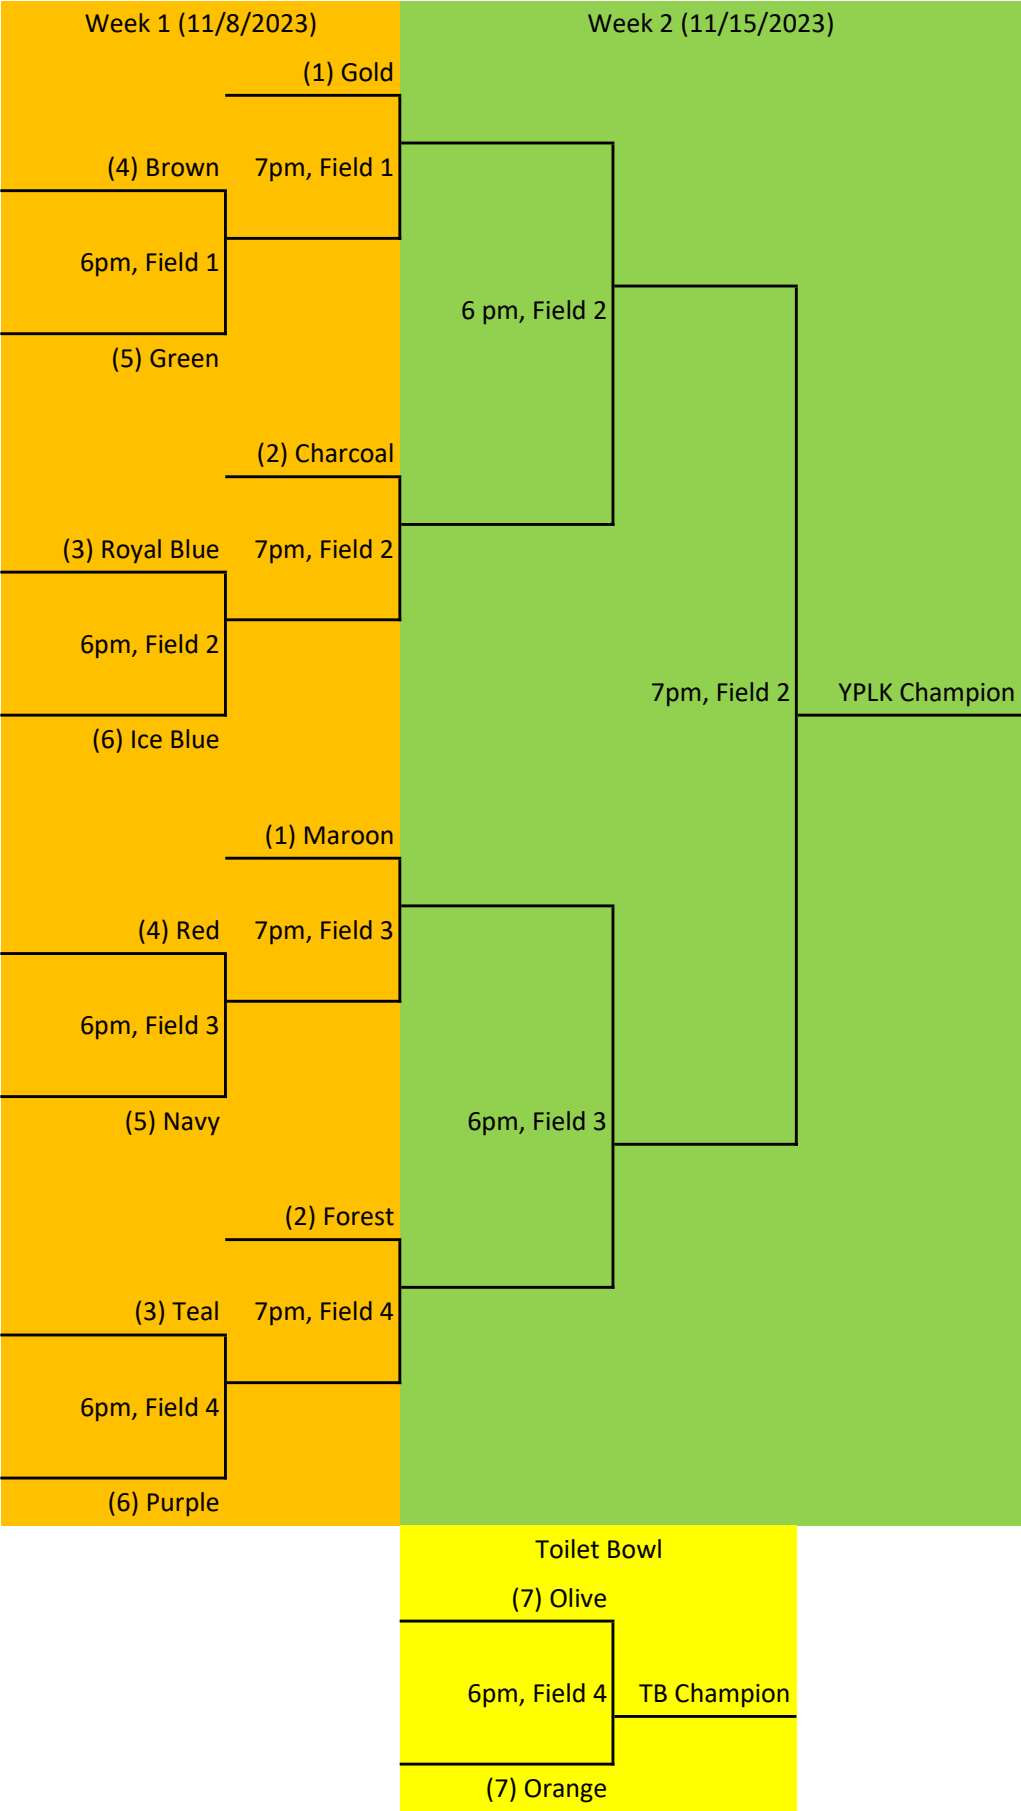 Week 1 (11/8/2023)
Week 2 (11/15/2023)
(1) Gold
(4) Brown
7pm, Field 1
6pm, Field 1
6 pm, Field 2
(5) Green
(2) Charcoal
(3) Royal Blue
7pm, Field 2
6pm, Field 2
7pm, Field 2
YPLK Champion
(6) Ice Blue
(1) Maroon
(4) Red
7pm, Field 3
6pm, Field 3
(5) Navy
6pm, Field 3
(2) Forest
(3) Teal
7pm, Field 4
6pm, Field 4
(6) Purple
Toilet Bowl
(7) Olive
6pm, Field 4
TB Champion
(7) Orange